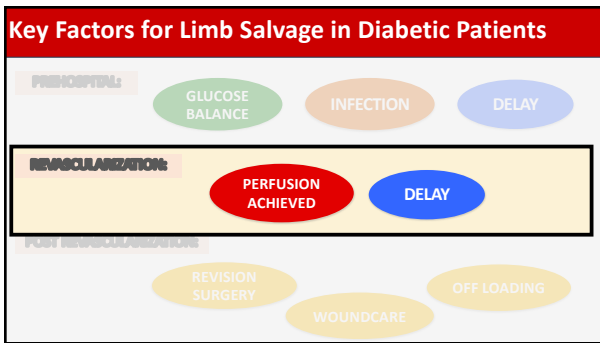 Key Factors for Limb Salvage in Diabetic Patients
PREHOSPITAL:
GLUCOSE
BALANCE
INFECTION
DELAY
REVASCULARIZATION:
PERFUSION
ACHIEVED
DELAY
POST REVASCULARIZATION:
REVISION
SURGERY
WOUNDCARE
OFF LOADING